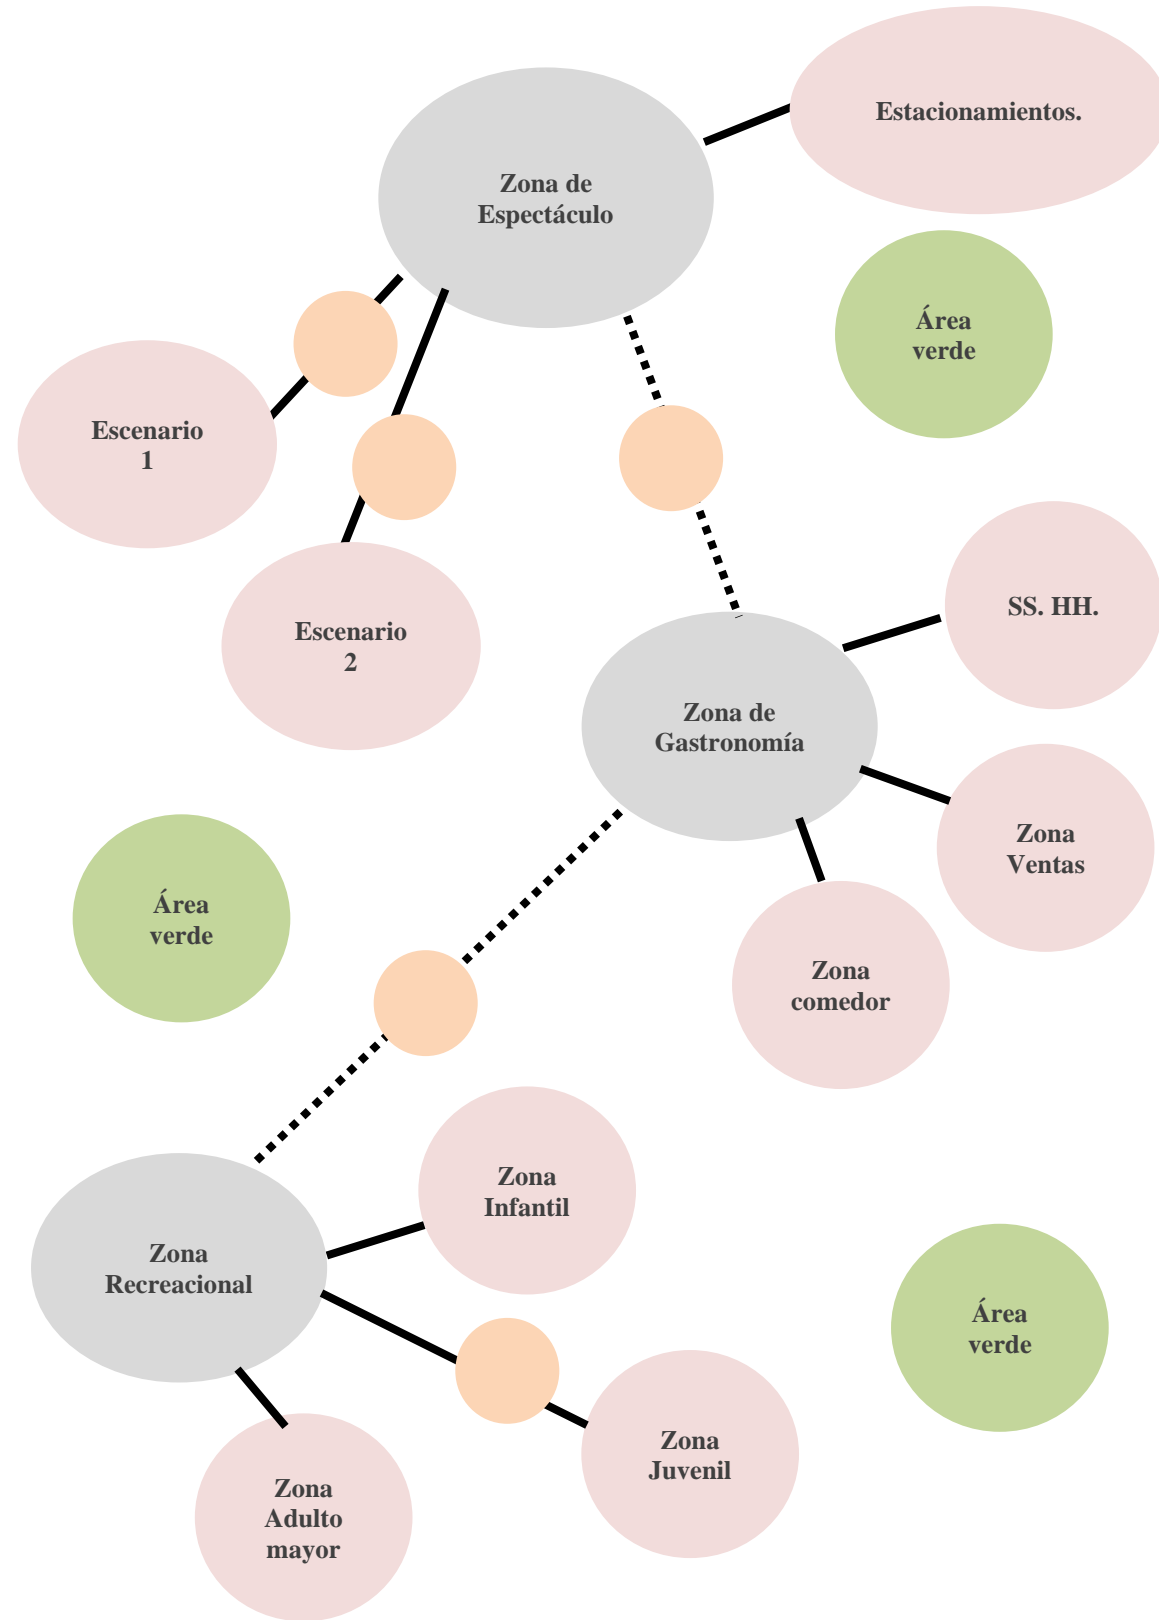 Estacionamientos.
Zona de
Espectáculo
Área
verde
Escenario
1
Escenario
2
SS. HH.
Zona de
Gastronomía
Zona
Ventas
Área
verde
Zona
comedor
Zona
Infantil
Zona
Recreacional
Área
verde
Zona
Juvenil
Zona
Adulto
mayor